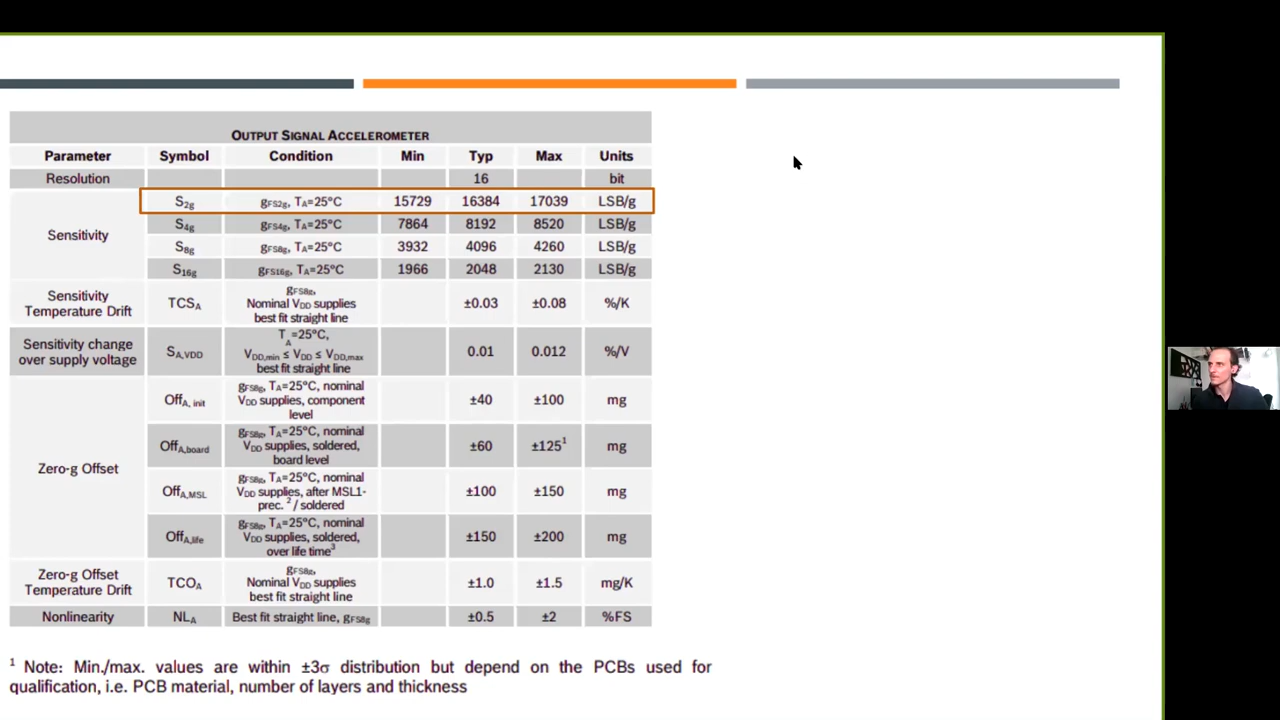 OUTPUT SIGNAL ACCELEROMETER
Parameter Symbol Condition Min Typ Max Units
Resolution 16 bit
Sensitivity
S2g gFS2g, TA=25°C 15729 16384 17039 LSB/g
S4g gFS4g, TA=25°C 7864 8192 8520 LSB/g
S8g gFS8g, TA=25°C 3932 4096 4260 LSB/g
S16g gFS16g, TA=25°C 1966 2048 2130 LSB/g
Sensitivity
Temperature Drift
TCSA
gFS8g,
Nominal VDD supplies
best fit straight line
±0.03 ±0.08 %/K
Sensitivity change
over supply voltage
SA,VDD
TA=25°C,
VDD,min ≤ VDD ≤ VDD,max
best fit straight line
0.01 0.012 %/V
Zero-g Offset
OffA, init
gFS8g, TA=25°C, nominal
VDD supplies, component
level
±40 ±100 mg
OffA,board
gFS8g, TA=25°C, nominal
VDD supplies, soldered,
board level
±60 ±125¹ mg
OffA,MSL
gFS8g, TA=25°C, nominal
VDD supplies, after MSL1-
prec. ² / soldered
±100 ±150 mg
OffA,life
gFS8g, TA=25°C, nominal
VDD supplies, soldered,
over life time³
±150 ±200 mg
Zero-g Offset
Temperature Drift
TCOA
gFS8g,
Nominal VDD supplies
best fit straight line
±1.0 ±1.5 mg/K
Nonlinearity NLA Best fit straight line, gFS8g ±0.5 ±2 %FS
¹ Note: Min./max. values are within ±3σ distribution but depend on the PCBs used for
qualification, i.e. PCB material, number of layers and thickness